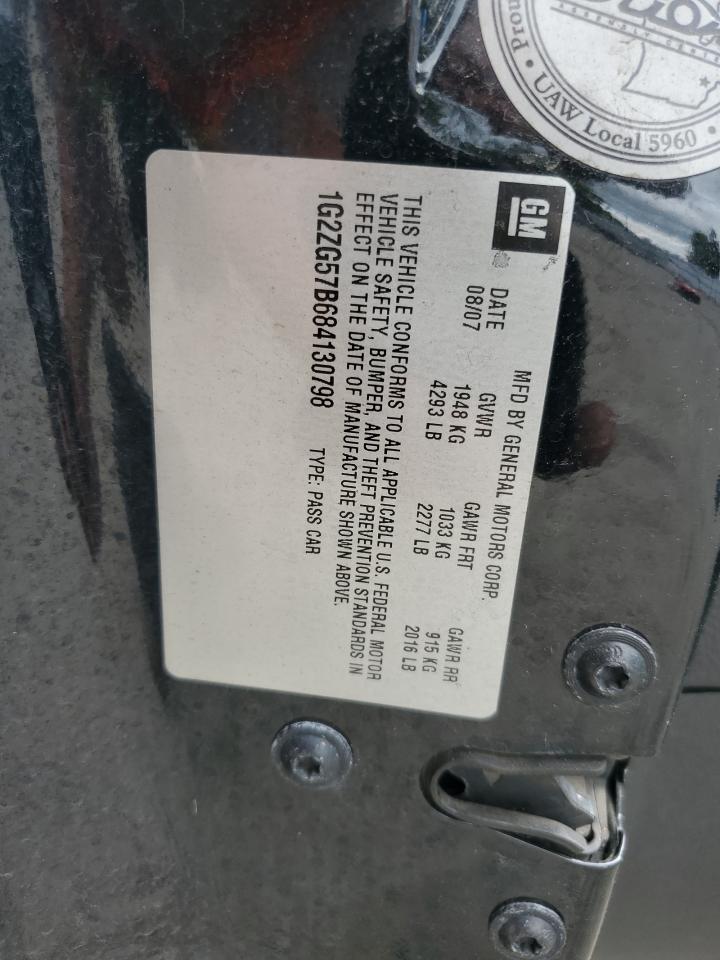 ASSEMBLY CENTER
UAW Local 5960
GM
MFD BY GENERAL MOTORS CORP.
DATE GVWR GAWR FRT GAWR RR
08/07 1948 KG 1033 KG 915 KG
4293 LB 2277 LB 2016 LB
THIS VEHICLE CONFORMS TO ALL APPLICABLE U.S. FEDERAL MOTOR
VEHICLE SAFETY, BUMPER, AND THEFT PREVENTION STANDARDS IN
EFFECT ON THE DATE OF MANUFACTURE SHOWN ABOVE.
1G2ZG57B684130798 TYPE: PASS CAR